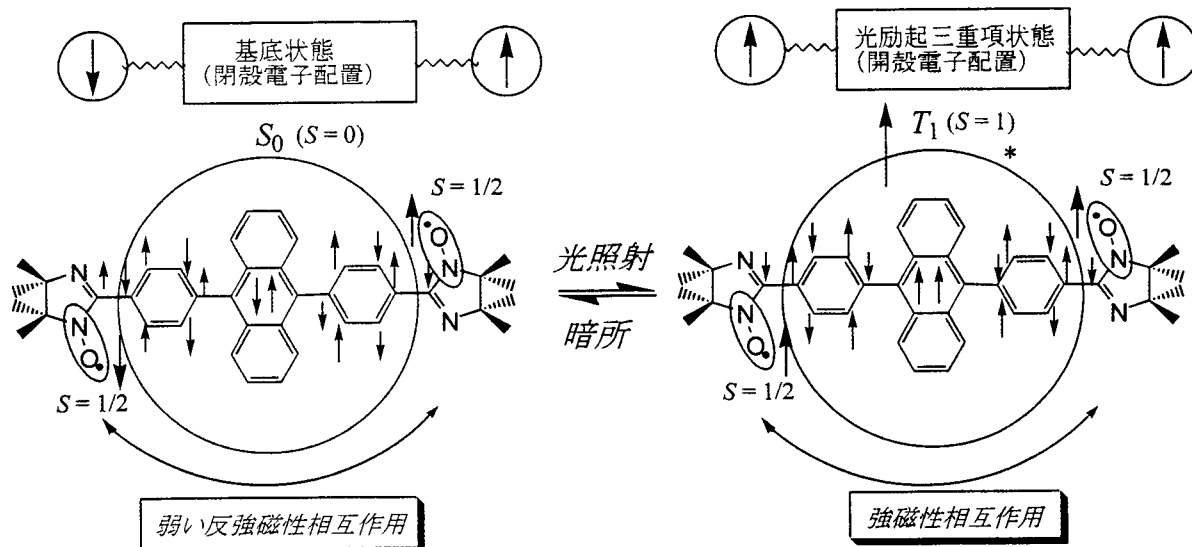 基底状態
(閉殻電子配置)
S₀ (S = 0)
S = 1/2
N
•O
N
N
N
O•
S = 1/2
弱い反強磁性相互作用
光照射
暗所
光励起三重項状態
(開殻電子配置)
T₁ (S = 1)
*
S = 1/2
N
•O
N
N
N
O•
S = 1/2
強磁性相互作用